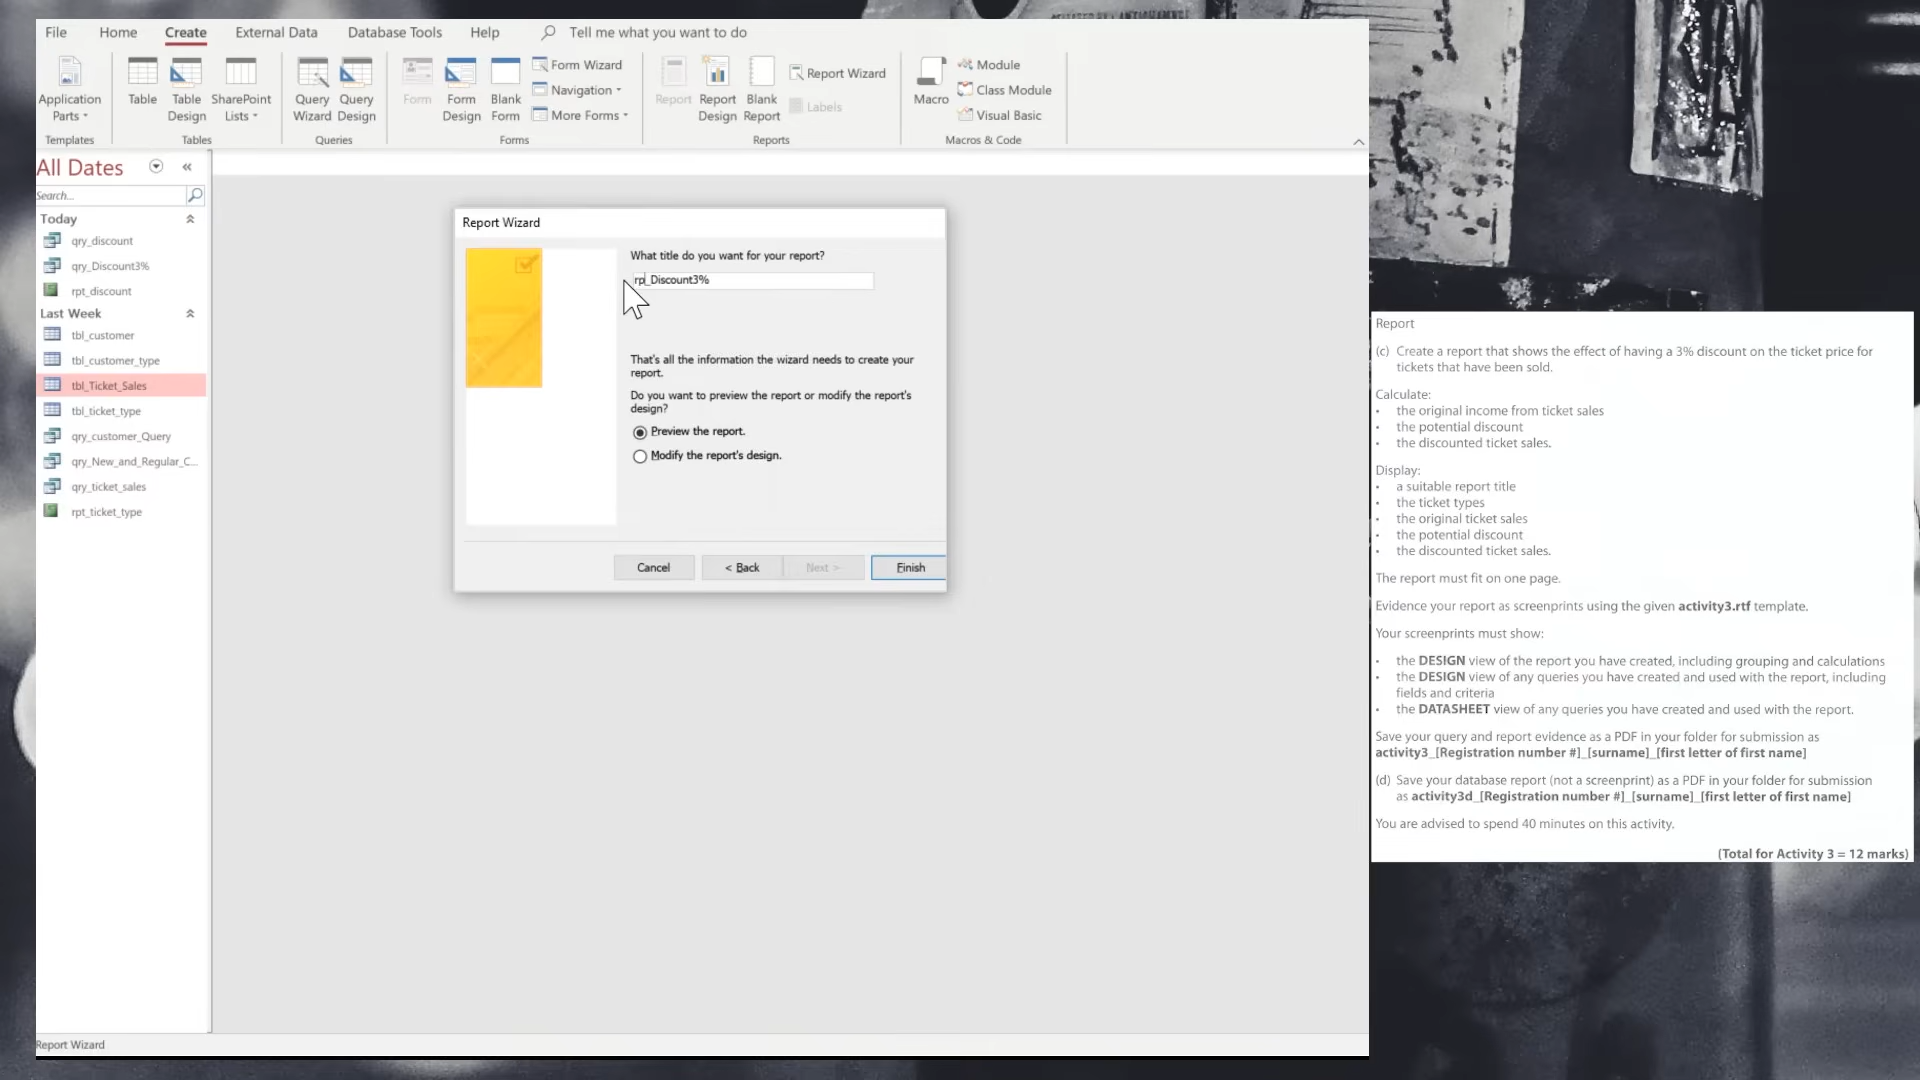 File Home Create External Data Database Tools Help Tell me what you want to do
Application Parts
Table
Table Design
SharePoint Lists
Query Wizard
Query Design
Form
Form Design
Blank Form
Form Wizard
Navigation
More Forms
Report
Report Design
Blank Report
Report Wizard
Labels
Macro
Module
Class Module
Visual Basic
Templates Tables Queries Forms Reports Macros & Code
All Dates
Search...
Today
qry_discount
qry_Discount3%
rpt_discount
Last Week
tbl_customer
tbl_customer_type
tbl_Ticket_Sales
tbl_ticket_type
qry_customer_Query
qry_New_and_Regular_C...
qry_ticket_sales
rpt_ticket_type
Report Wizard
What title do you want for your report?
rp_Discount3%
That's all the information the wizard needs to create your
report.
Do you want to preview the report or modify the report's
design?
Preview the report.
Modify the report's design.
Cancel < Back Next > Finish
Report Wizard
Report
(c) Create a report that shows the effect of having a 3% discount on the ticket price for
tickets that have been sold.
Calculate:
• the original income from ticket sales
• the potential discount
• the discounted ticket sales.
Display:
• a suitable report title
• the ticket types
• the original ticket sales
• the potential discount
• the discounted ticket sales.
The report must fit on one page.
Evidence your report as screenprints using the given activity3.rtf template.
Your screenprints must show:
• the DESIGN view of the report you have created, including grouping and calculations
• the DESIGN view of any queries you have created and used with the report, including
fields and criteria
• the DATASHEET view of any queries you have created and used with the report.
Save your query and report evidence as a PDF in your folder for submission as
activity3_[Registration number #]_[surname]_[first letter of first name]
(d) Save your database report (not a screenprint) as a PDF in your folder for submission
as activity3d_[Registration number #]_[surname]_[first letter of first name]
You are advised to spend 40 minutes on this activity.
(Total for Activity 3 = 12 marks)